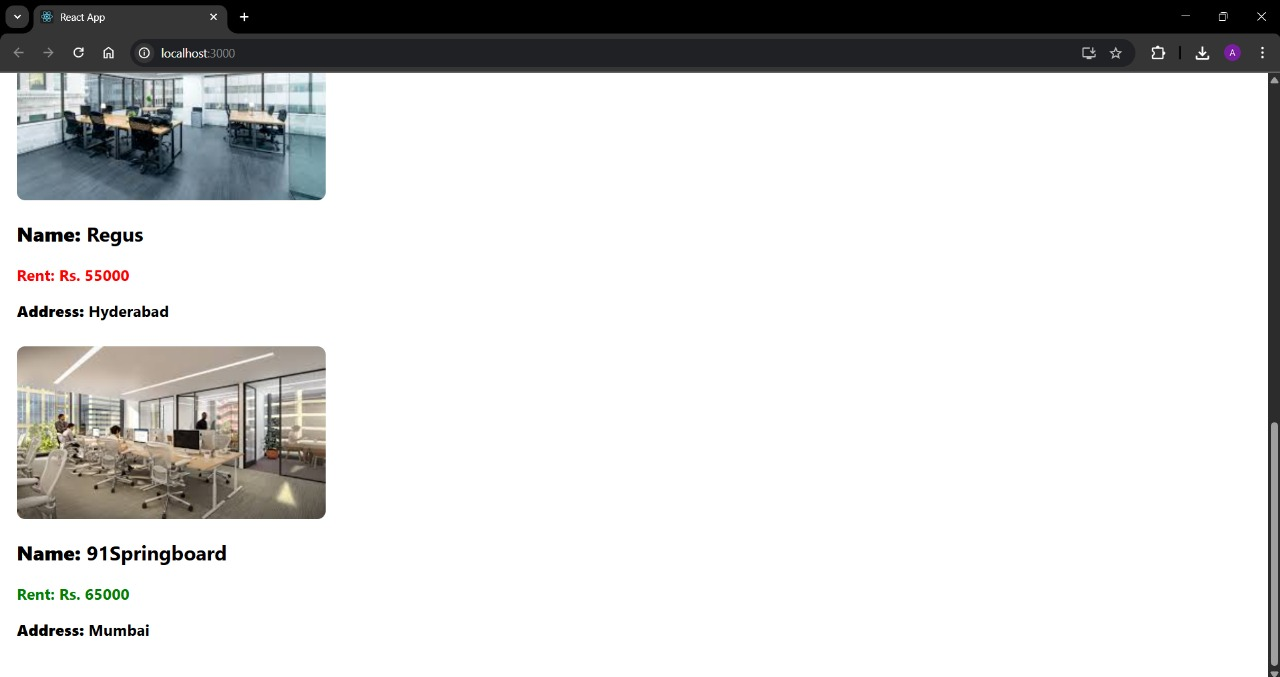 React App
localhost:3000
A
Name: Regus
Rent: Rs. 55000
Address: Hyderabad
Name: 91Springboard
Rent: Rs. 65000
Address: Mumbai